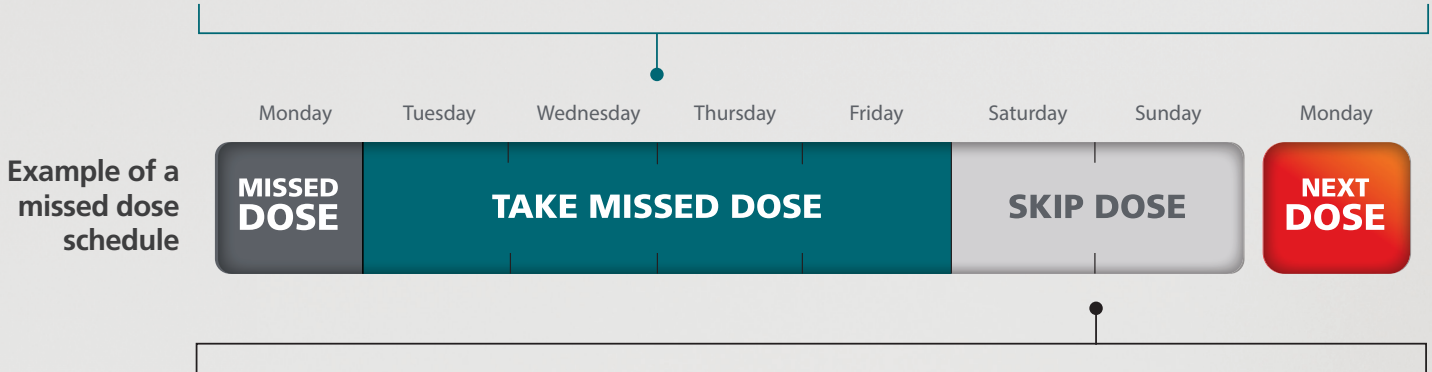 Monday Tuesday Wednesday Thursday Friday Saturday Sunday Monday
Example of a
missed dose
schedule
MISSED
DOSE
TAKE MISSED DOSE
SKIP DOSE
NEXT
DOSE